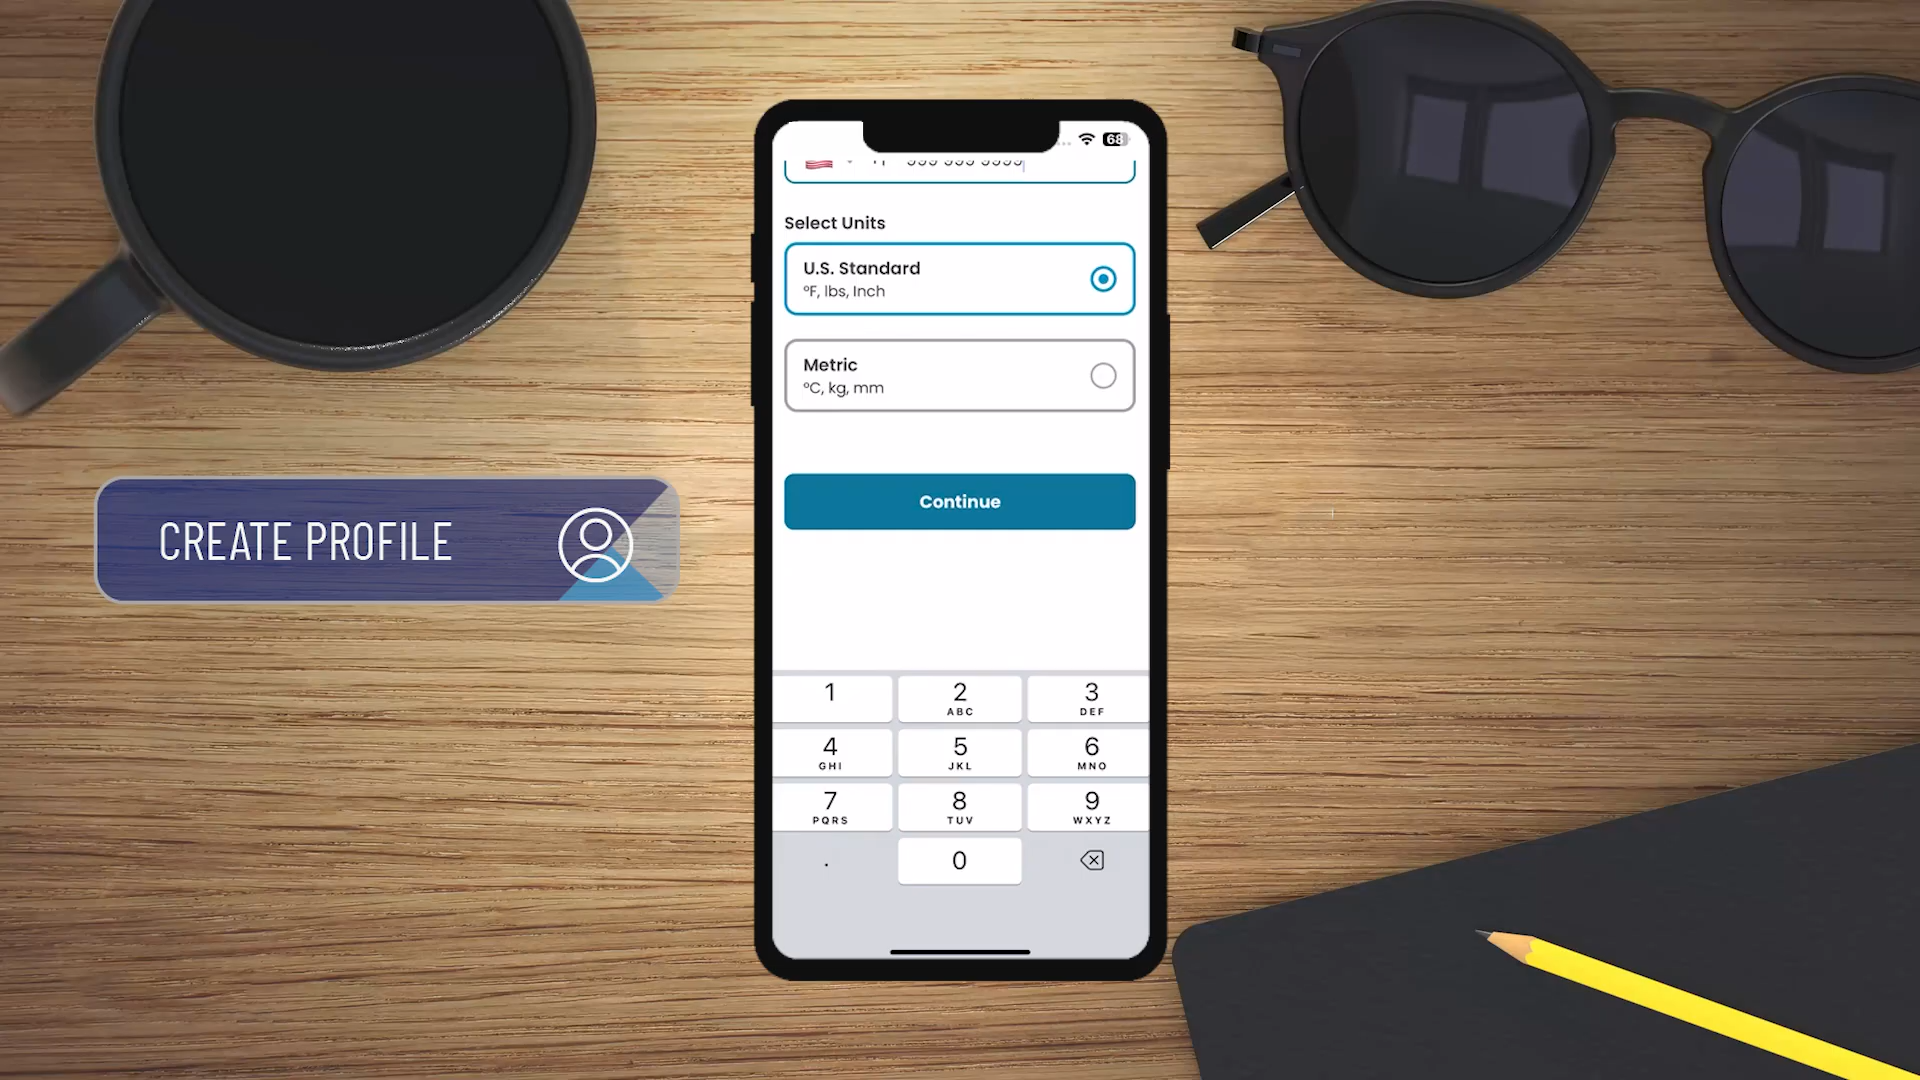 68
Select Units
U.S. Standard
°F, lbs, Inch
Metric
°C, kg, mm
Continue
CREATE PROFILE
1
2
ABC
3
DEF
4
GHI
5
JKL
6
MNO
7
PQRS
8
TUV
9
WXYZ
.
0